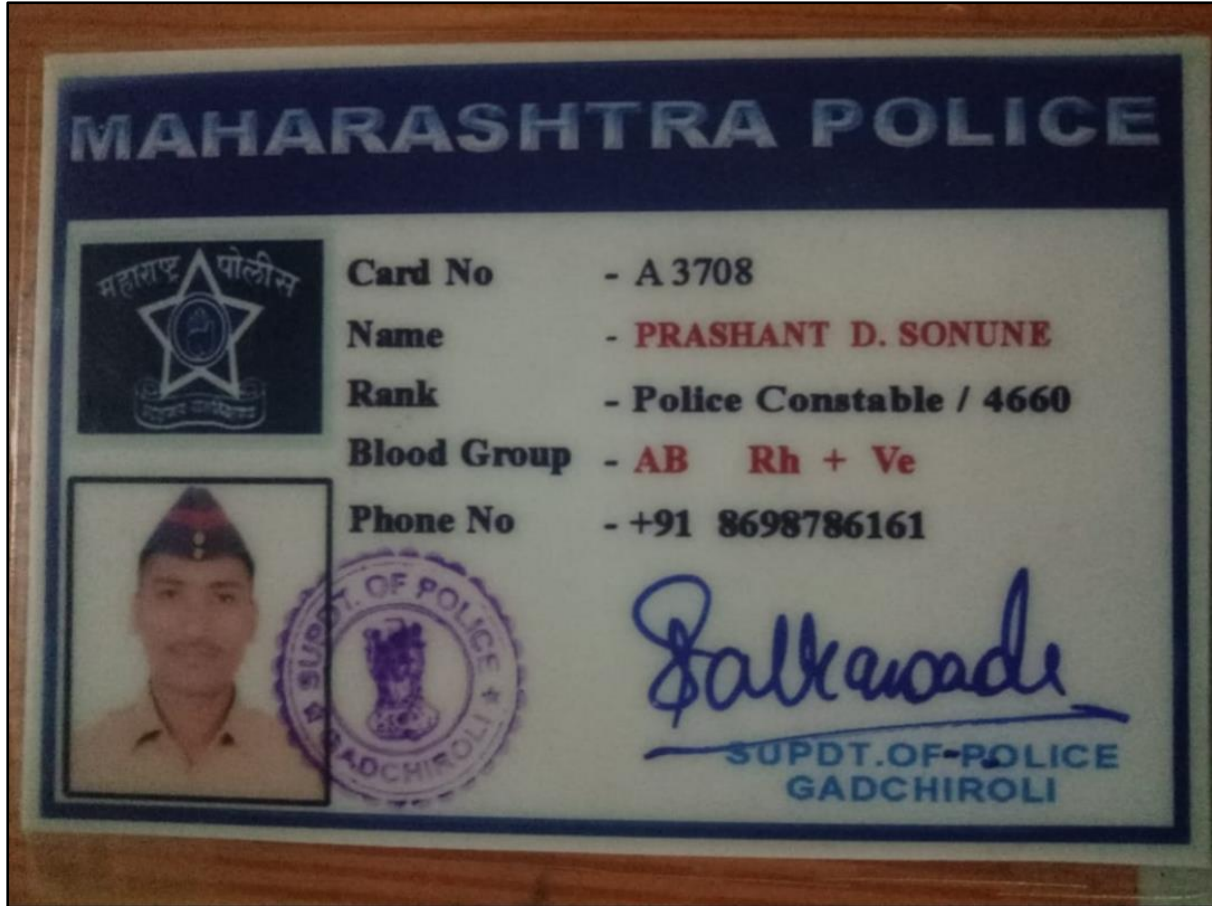 MAHARASHTRA POLICE
महाराष्ट्र पोलीस
Card No - A 3708
Name - PRASHANT D. SONUNE
Rank - Police Constable / 4660
Blood Group - AB Rh + Ve
Phone No - +91 8698786161
SUPDT. OF POLICE
GADCHIROLI
SUPDT.OF-POLICE
GADCHIROLI